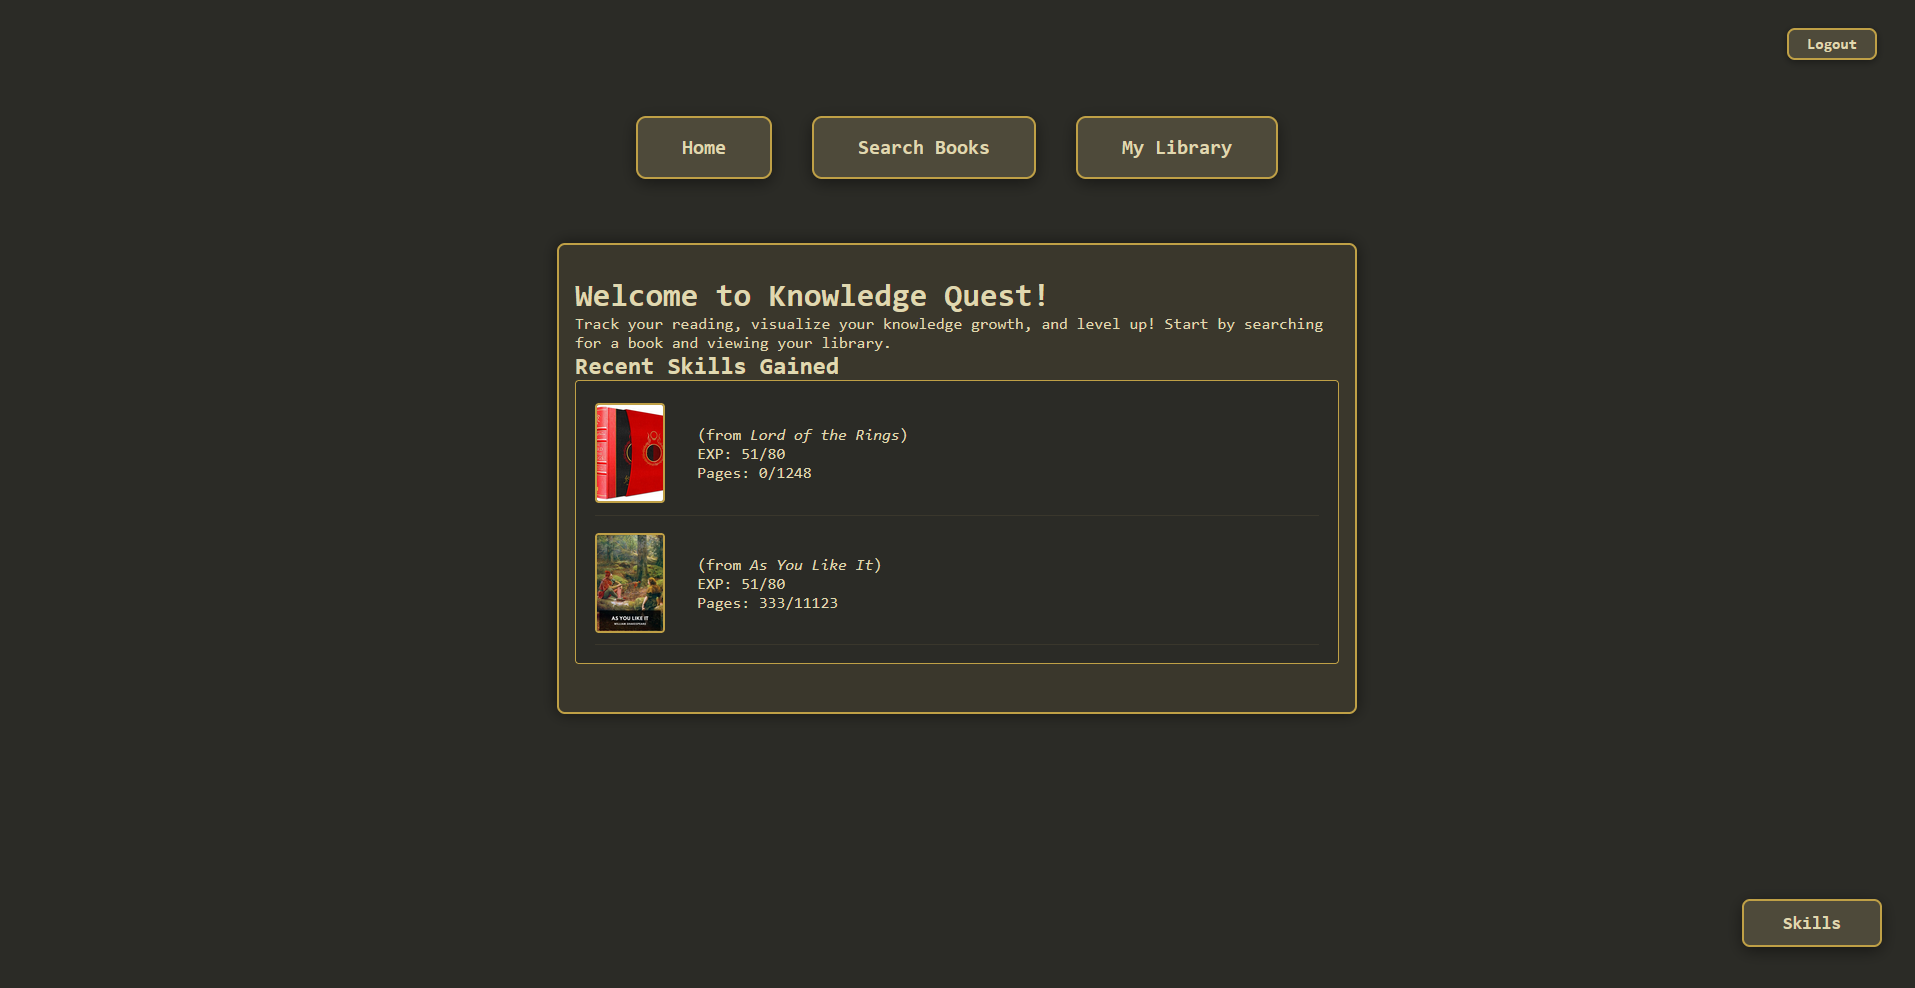 Logout
Home
Search Books
My Library
Welcome to Knowledge Quest!
Track your reading, visualize your knowledge growth, and level up! Start by searching
for a book and viewing your library.
Recent Skills Gained
(from Lord of the Rings)
EXP: 51/80
Pages: 0/1248
AS YOU LIKE IT
WILLIAM SHAKESPEARE
(from As You Like It)
EXP: 51/80
Pages: 333/11123
Skills